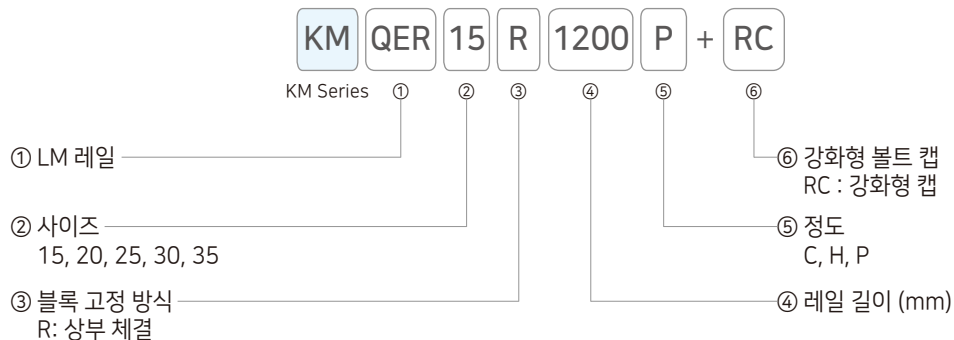 KM QER 15 R 1200 P + RC
KM Series ① ② ③ ④ ⑤ ⑥
① LM 레일
⑥ 강화형 볼트 캡
RC : 강화형 캡
② 사이즈
15, 20, 25, 30, 35
⑤ 정도
C, H, P
③ 블록 고정 방식
R: 상부 체결
④ 레일 길이 (mm)